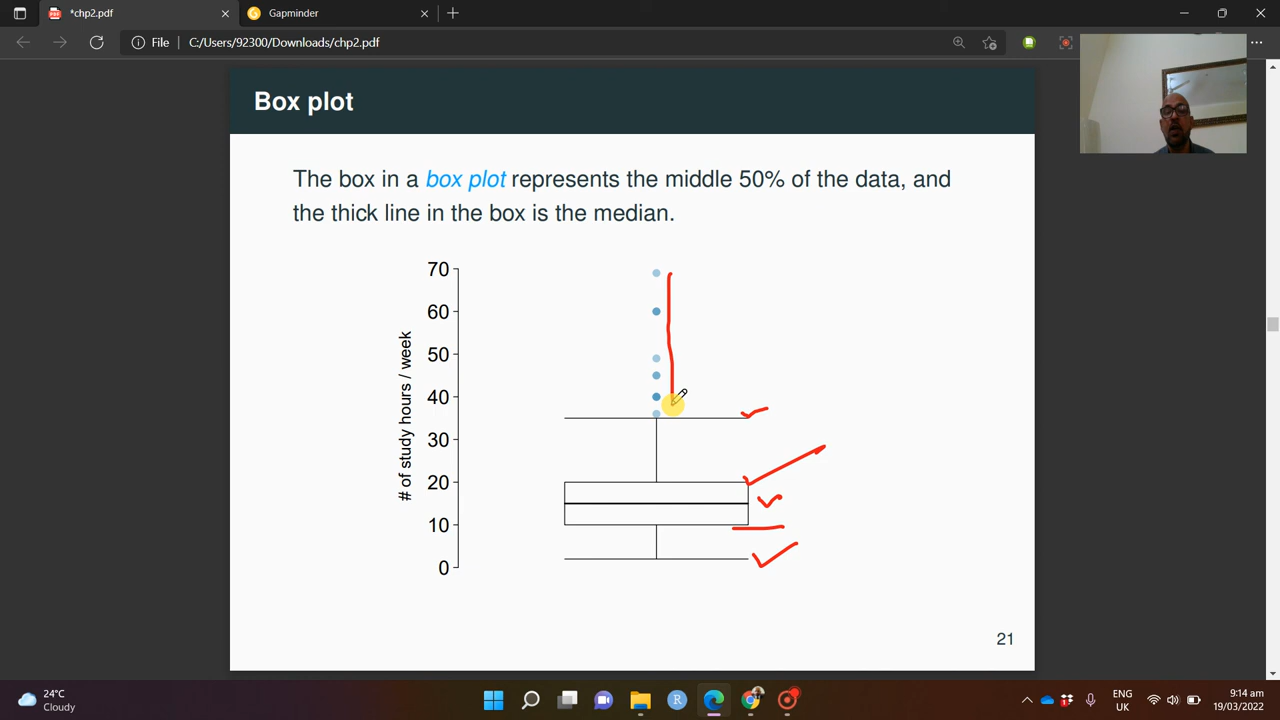 *chp2.pdf
Gapminder
File
C:/Users/92300/Downloads/chp2.pdf
Box plot
The box in a box plot represents the middle 50% of the data, and
the thick line in the box is the median.
# of study hours / week
70
60
50
40
30
20
10
0
21
24°C
Cloudy
ENG
UK
9:14 am
19/03/2022